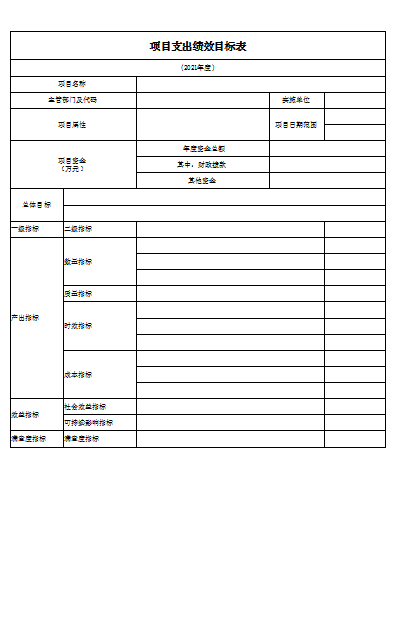 项目支出绩效目标表
（2021年度）
项目名称
主管部门及代码
实施单位
项目属性
项目日期范围
项目资金
（万元）
年度资金总额
其中：财政拨款
其他资金
总体目标
一级指标
二级指标
产出指标
数量指标
质量指标
时效指标
成本指标
效益指标
社会效益指标
可持续影响指标
满意度指标
满意度指标